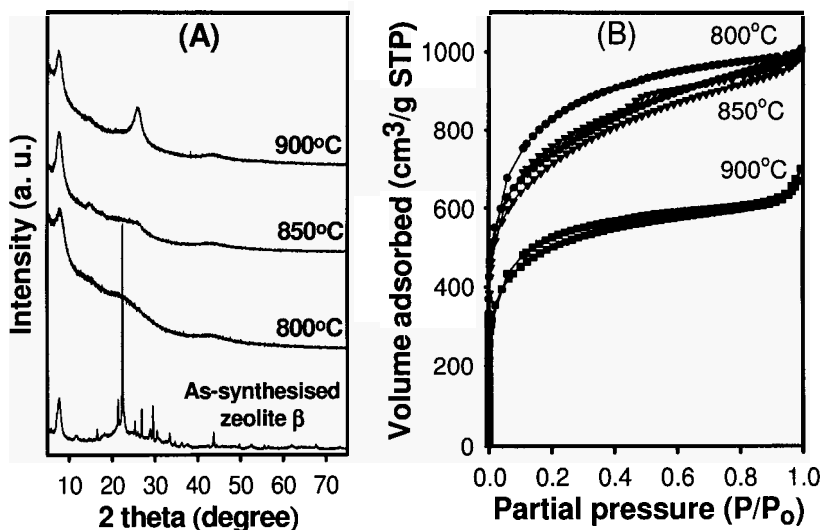 (A)
900°C
850°C
800°C
As-synthesised
zeolite β
Intensity (a. u.)
10 20 30 40 50 60 70
2 theta (degree)
(B)
800°C
850°C
900°C
1000
800
600
400
200
0
Volume adsorbed (cm³/g STP)
0.0 0.2 0.4 0.6 0.8 1.0
Partial pressure (P/Po)